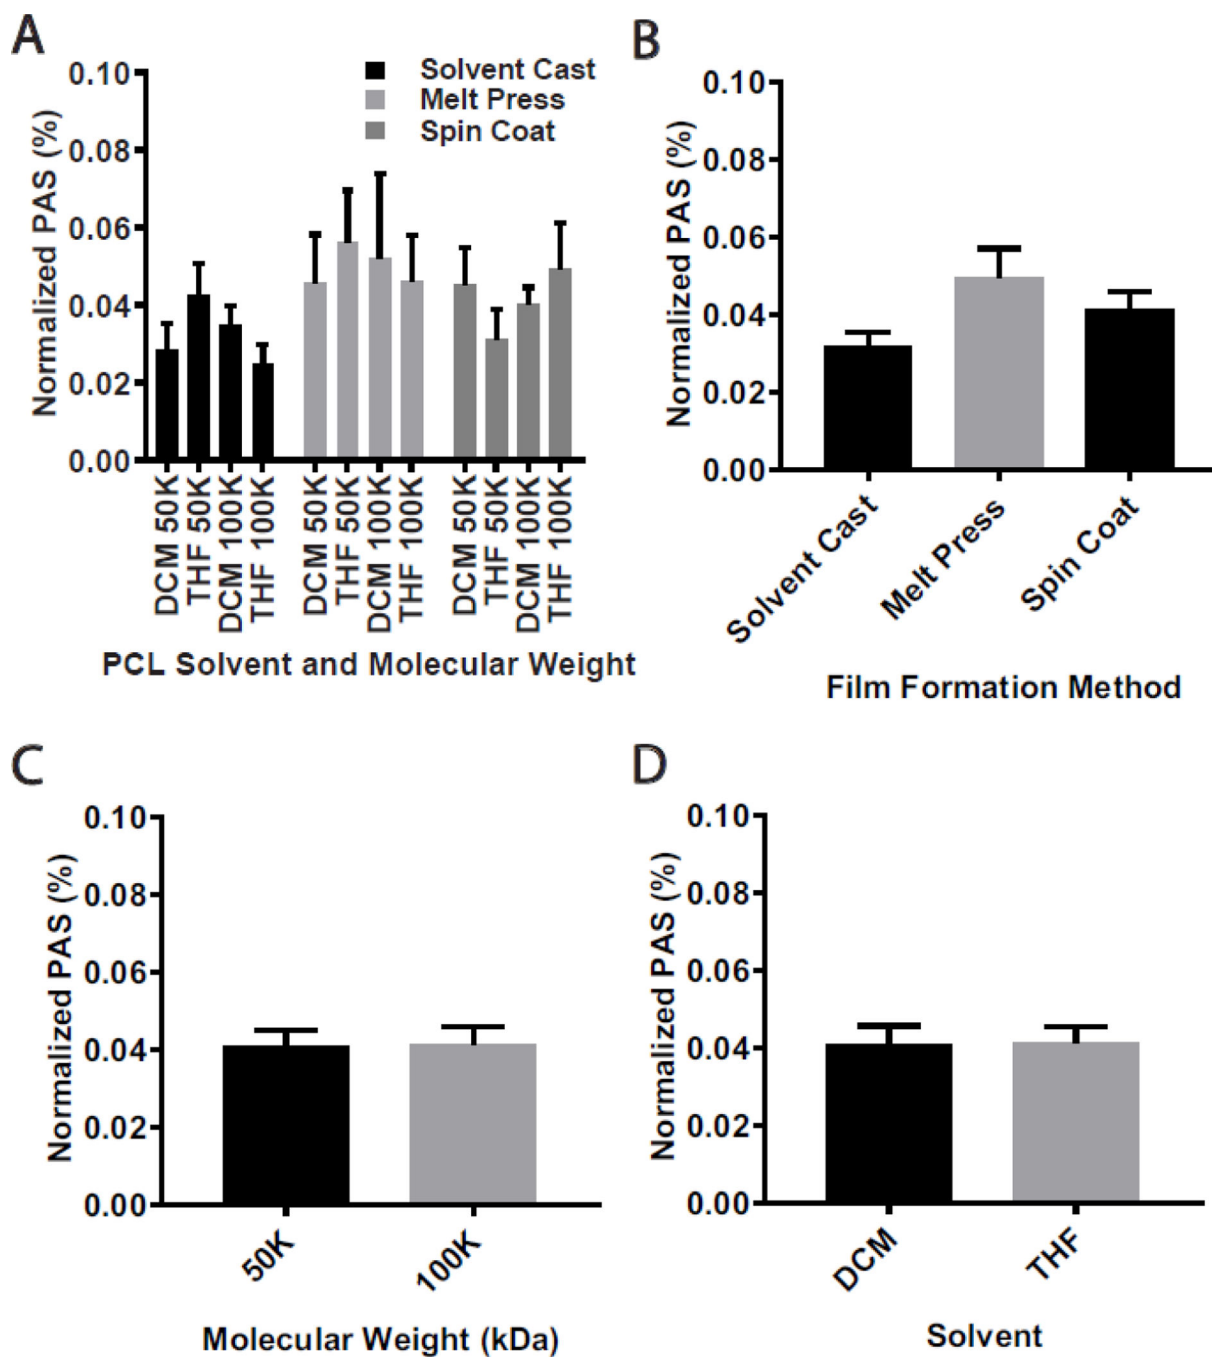 A
Normalized PAS (%)
0.10
0.08
0.06
0.04
0.02
0.00
Solvent Cast
Melt Press
Spin Coat
DCM 50K
THF 50K
DCM 100K
THF 100K
DCM 50K
THF 50K
DCM 100K
THF 100K
DCM 50K
THF 50K
DCM 100K
THF 100K
PCL Solvent and Molecular Weight
B
Normalized PAS (%)
0.10
0.08
0.06
0.04
0.02
0.00
Solvent Cast
Melt Press
Spin Coat
Film Formation Method
C
Normalized PAS (%)
0.10
0.08
0.06
0.04
0.02
0.00
50K
100K
Molecular Weight (kDa)
D
Normalized PAS (%)
0.10
0.08
0.06
0.04
0.02
0.00
DCM
THF
Solvent